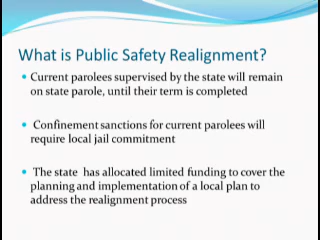 What is Public Safety Realignment?
Current parolees supervised by the state will remain
on state parole, until their term is completed
Confinement sanctions for current parolees will
require local jail commitment
The state has allocated limited funding to cover the
planning and implementation of a local plan to
address the realignment process